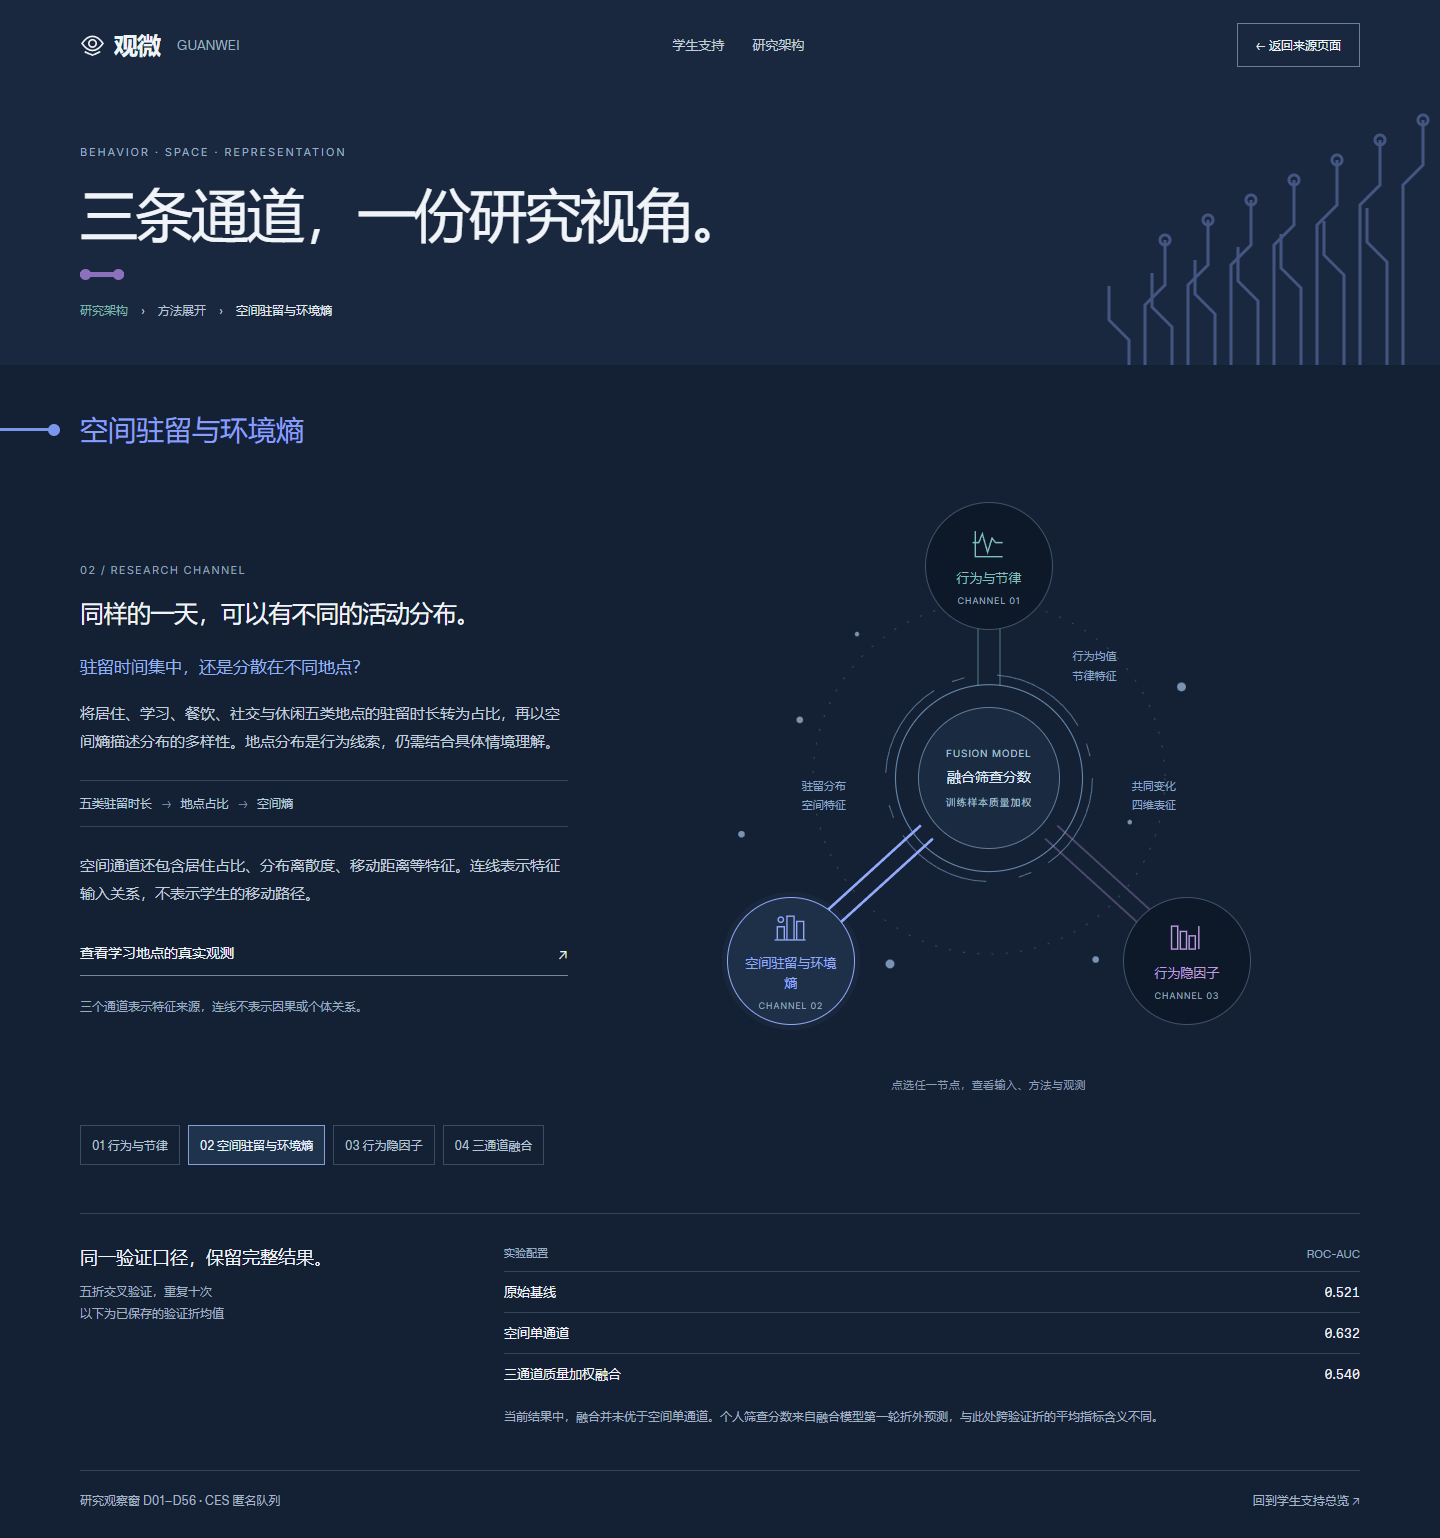 观微 GUANWEI
学生支持 研究架构
← 返回来源页面
BEHAVIOR · SPACE · REPRESENTATION
三条通道，一份研究视角。
研究架构 › 方法展开 › 空间驻留与环境熵
空间驻留与环境熵
02 / RESEARCH CHANNEL
同样的一天，可以有不同的活动分布。
驻留时间集中，还是分散在不同地点？
将居住、学习、餐饮、社交与休闲五类地点的驻留时长转为占比，再以空
间熵描述分布的多样性。地点分布是行为线索，仍需结合具体情境理解。
五类驻留时长 → 地点占比 → 空间熵
空间通道还包含居住占比、分布离散度、移动距离等特征。连线表示特征
输入关系，不表示学生的移动路径。
查看学习地点的真实观测 ↗
三个通道表示特征来源，连线不表示因果或个体关系。
行为与节律
CHANNEL 01
行为均值
节律特征
FUSION MODEL
融合筛查分数
训练样本质量加权
驻留分布
空间特征
共同变化
四维表征
空间驻留与环境
熵
CHANNEL 02
行为隐因子
CHANNEL 03
点选任一节点，查看输入、方法与观测
01 行为与节律
02 空间驻留与环境熵
03 行为隐因子
04 三通道融合
同一验证口径，保留完整结果。
五折交叉验证，重复十次
以下为已保存的验证折均值
实验配置 ROC-AUC
原始基线 0.521
空间单通道 0.632
三通道质量加权融合 0.540
当前结果中，融合并未优于空间单通道。个人筛查分数来自融合模型第一轮折外预测，与此处跨验证折的平均指标含义不同。
研究观察窗 D01–D56 · CES 匿名队列
回到学生支持总览 ↗